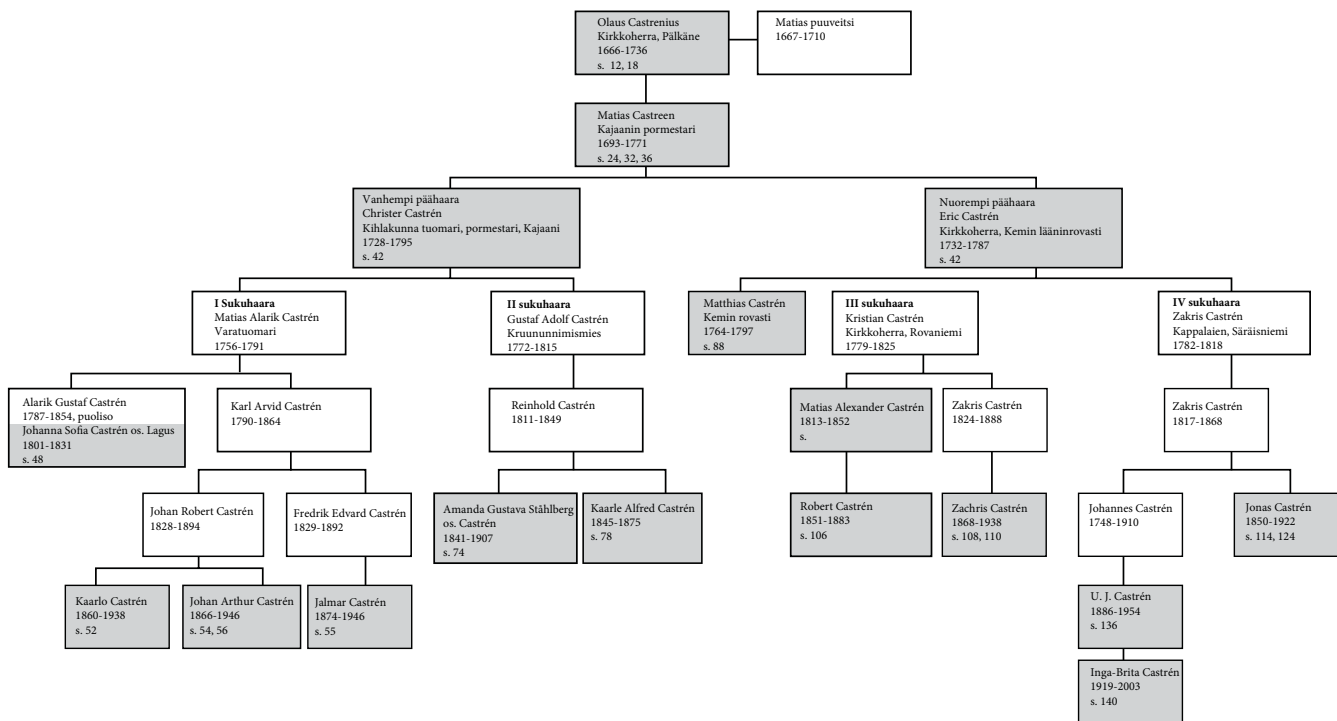 Olaus Castrenius
Kirkkoherra, Pälkäne
1666-1736
s.  12, 18
Matias puuveitsi
1667-1710
Matias Castreen
Kajaanin pormestari
1693-1771
s. 24, 32, 36
Vanhempi päähaara
Christer Castrén
Kihlakunna tuomari, pormestari, Kajaani
1728-1795
s. 42
Nuorempi päähaara
Eric Castrén
Kirkkoherra, Kemin lääninrovasti
1732-1787
s. 42
I Sukuhaara
Matias Alarik Castrén
Varatuomari
1756-1791
II sukuhaara
Gustaf Adolf Castrén
Kruununnimismies
1772-1815
Matthias Castrén
Kemin rovasti
1764-1797
s. 88
III sukuhaara
Kristian Castrén
Kirkkoherra, Rovaniemi
1779-1825
IV sukuhaara
Zakris Castrén
Kappalaien, Säräisniemi
1782-1818
Alarik Gustaf Castrén
1787-1854, puoliso
Johanna Sofia Castrén os. Lagus
1801-1831
s. 48
Karl Arvid Castrén
1790-1864
Reinhold Castrén
1811-1849
Matias Alexander Castrén
1813-1852
s.
Zakris Castrén
1824-1888
Zakris Castrén
1817-1868
Johan Robert Castrén
1828-1894
Fredrik Edvard Castrén
1829-1892
Amanda Gustava Ståhlberg
os. Castrén
1841-1907
s. 74
Kaarle Alfred Castrén
1845-1875
s. 78
Robert Castrén
1851-1883
s. 106
Zachris Castrén
1868-1938
s. 108, 110
Johannes Castrén
1748-1910
Jonas Castrén
1850-1922
s. 114, 124
Kaarlo Castrén
1860-1938
s. 52
Johan Arthur Castrén
1866-1946
s. 54, 56
Jalmar Castrén
1874-1946
s. 55
U. J. Castrén
1886-1954
s. 136
Inga-Brita Castrén
1919-2003
s. 140